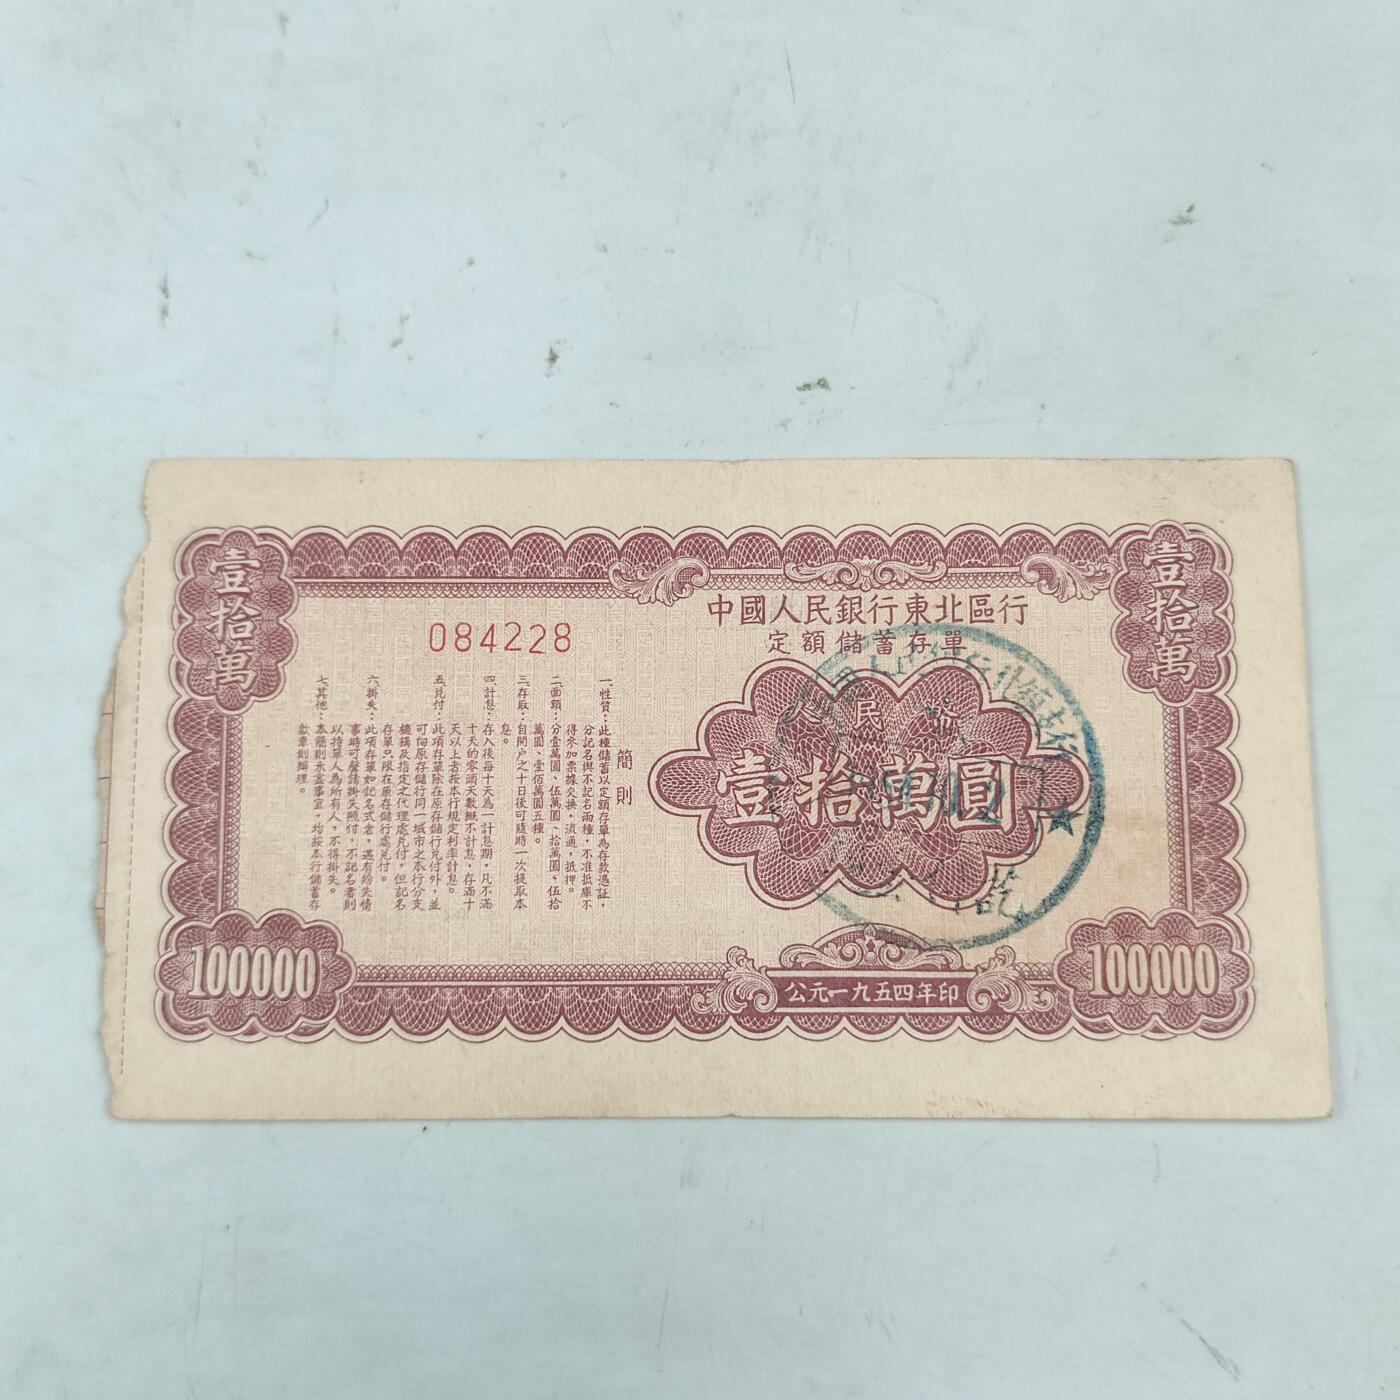 中國人民銀行東北區行
定額儲蓄存單
084228
壹拾萬
壹拾萬
壹拾萬圓
簡則
一、性質：此種儲蓄以定額存單為存款憑証，
分記名與不記名兩種，不准抵庫不
得參加票據交換，流通，抵押。
二、面額：分壹萬圓、伍萬圓、拾萬圓、伍拾
萬圓、壹佰萬圓五種。
三、存取：自開户之十日後可隨時一次提取本
息。
四、計息：存入後每十天為一計息期，凡不滿
十天的零頭天數概不計息，存滿十
天以上者按本行規定利率計息。
五、兑付：此項存單除在原存儲行兑付外，並
可向原存儲行同一城市之本行分支
機構及指定之代理處兑付，但記名
存單只限在原存儲行處兑付。
六、掛失：此項存單如記名式者，遇有紛失情
事時可聲請掛失照付，不記名者則
以持單人為所有人，不得掛失。
七、其他：本簡則未盡事宜，均按本行儲蓄存
款章則辦理。
100000
100000
公元一九五四年印